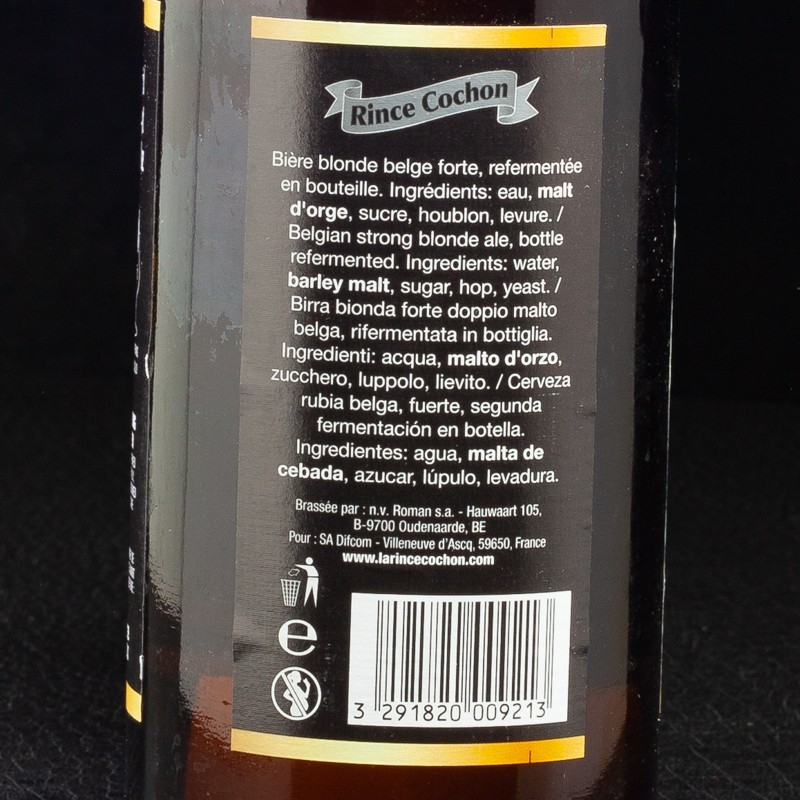 Rince Cochon
Bière blonde belge forte, refermentée
en bouteille. Ingrédients: eau, malt
d'orge, sucre, houblon, levure. /
Belgian strong blonde ale, bottle
refermented. Ingredients: water,
barley malt, sugar, hop, yeast. /
Birra bionda forte doppio malto
belga, rifermentata in bottiglia.
Ingredienti: acqua, malto d'orzo,
zucchero, luppolo, lievito. / Cerveza
rubia belga, fuerte, segunda
fermentación en botella.
Ingredientes: agua, malta de
cebada, azucar, lúpulo, levadura.
Brassée par : n.v. Roman s.a. - Hauwaart 105,
B-9700 Oudenaarde, BE
Pour : SA Difcom - Villeneuve d'Ascq, 59650, France
www.larincecochon.com
e
3 291820 009213